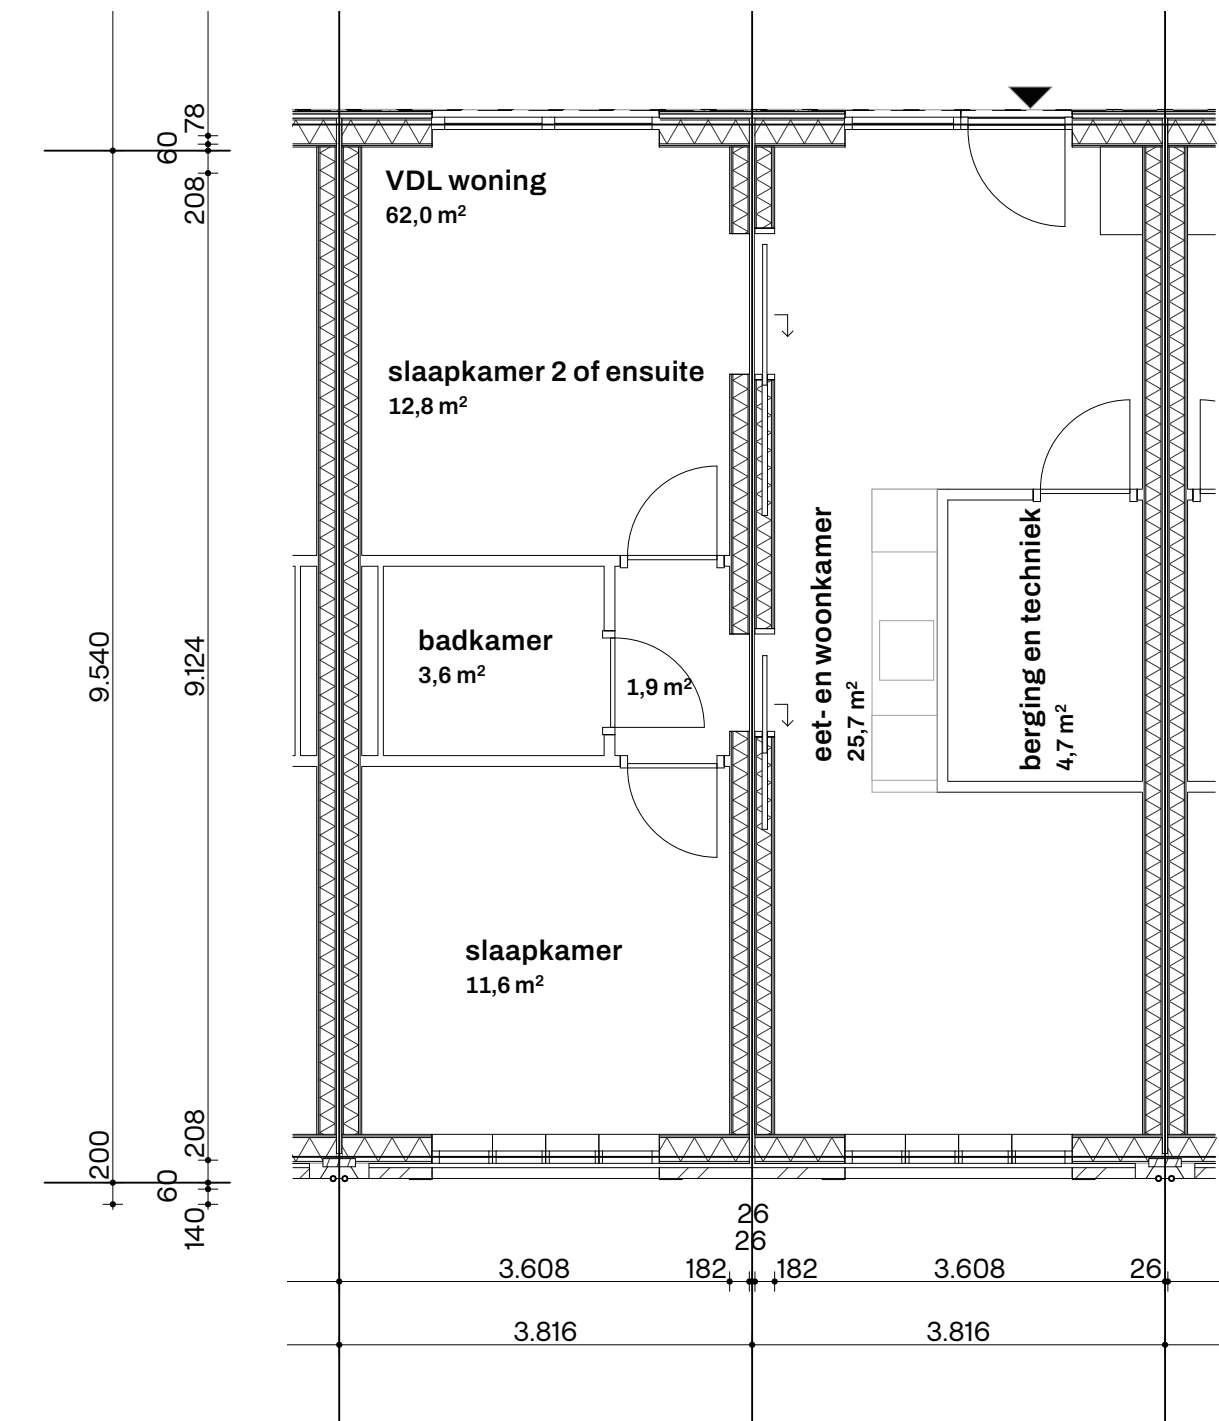 78
60
208
VDL woning
62,0 m²
slaapkamer 2 of ensuite
12,8 m²
eet- en woonkamer
25,7 m²
berging en techniek
4,7 m²
badkamer
3,6 m²
1,9 m²
9.540
9.124
slaapkamer
11,6 m²
200
208
60
140
26
26
3.608
182
182
3.608
26
3.816
3.816